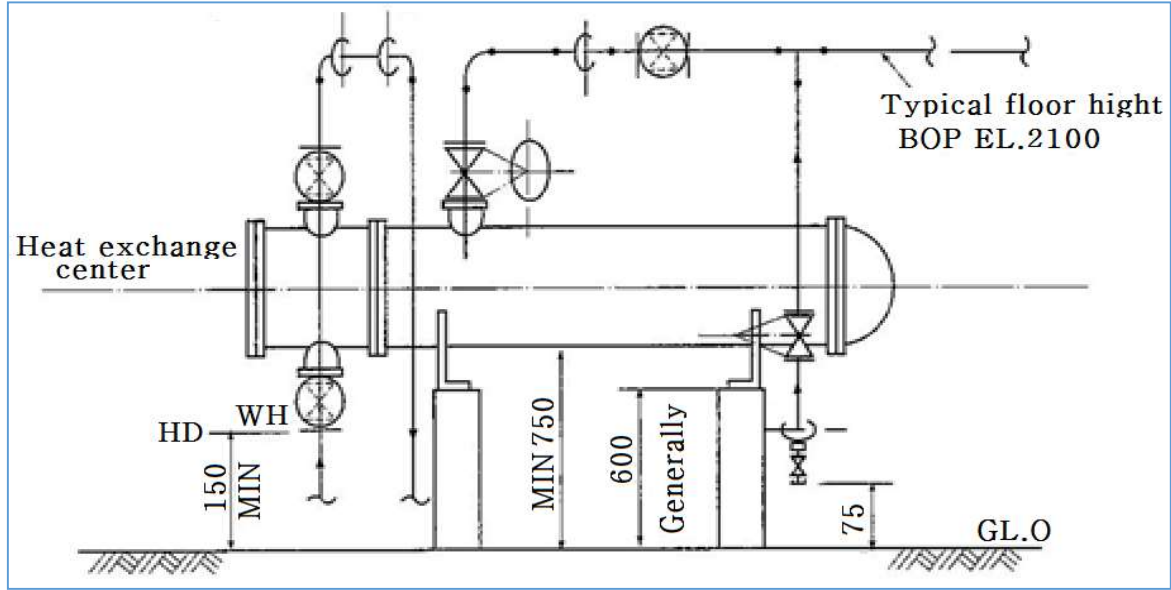 Typical floor hight
BOP EL.2100
Heat exchange
center
WH
HD
150
MIN
MIN 750
600
Generally
75
GL.O